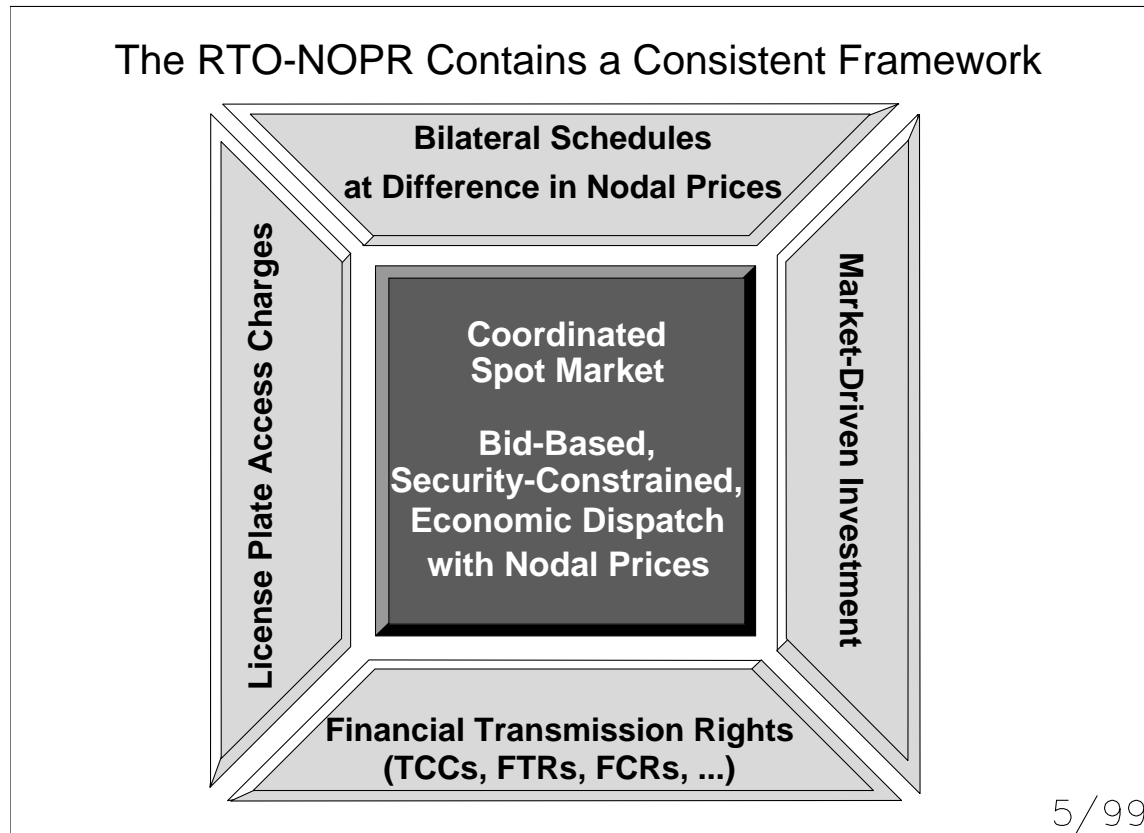 The RTO-NOPR Contains a Consistent Framework
Bilateral Schedules
at Difference in Nodal Prices
License Plate Access Charges
Coordinated
Spot Market
Bid-Based,
Security-Constrained,
Economic Dispatch
with Nodal Prices
Market-Driven Investment
Financial Transmission Rights
(TCCs, FTRs, FCRs, ...)
5/99